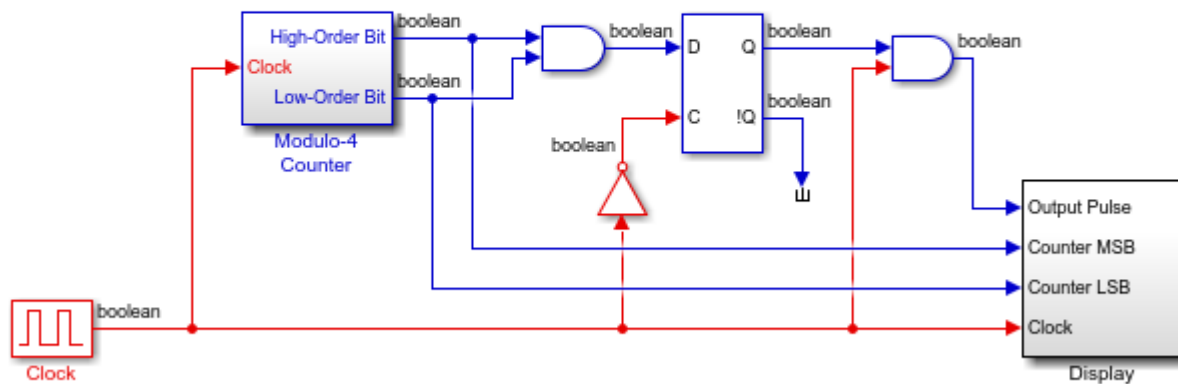 boolean
boolean
boolean
boolean
boolean
High-Order Bit
Clock
Low-Order Bit
boolean
D
Q
C
!Q
boolean
Modulo-4
Counter
boolean
Output Pulse
Counter MSB
Counter LSB
Clock
boolean
Clock
Display